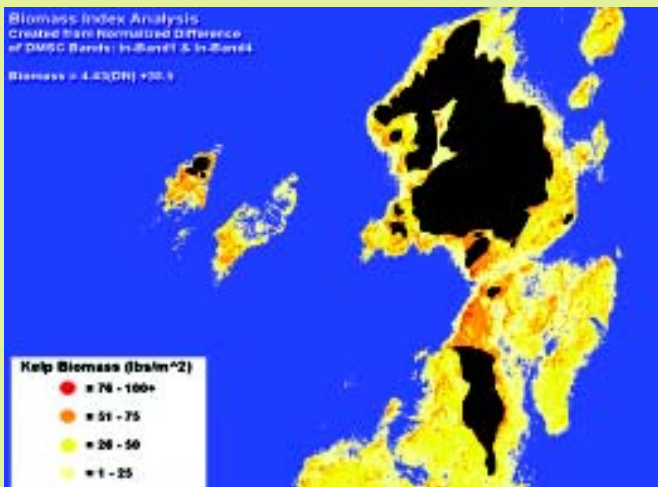 Biomass Index Analysis
Created from Normalized Difference
of DMSC Bands: ln-Band1 & ln-Band4
Biomass = 4.43(DN) +38.5
Kelp Biomass (lbs/m^2)
= 76 - 100+
= 51 - 75
= 26 - 50
= 1 - 25